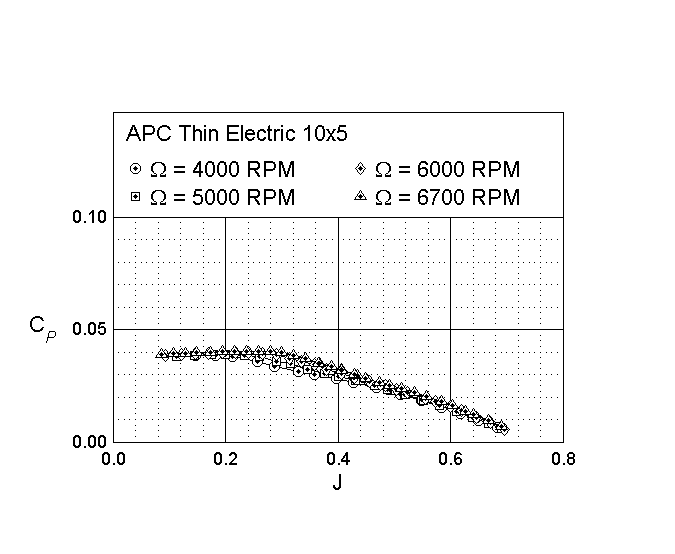 APC Thin Electric 10x5
Ω = 4000 RPM
Ω = 6000 RPM
Ω = 5000 RPM
Ω = 6700 RPM
0.10
0.05
0.00
C_P
0.0 0.2 0.4 0.6 0.8
J